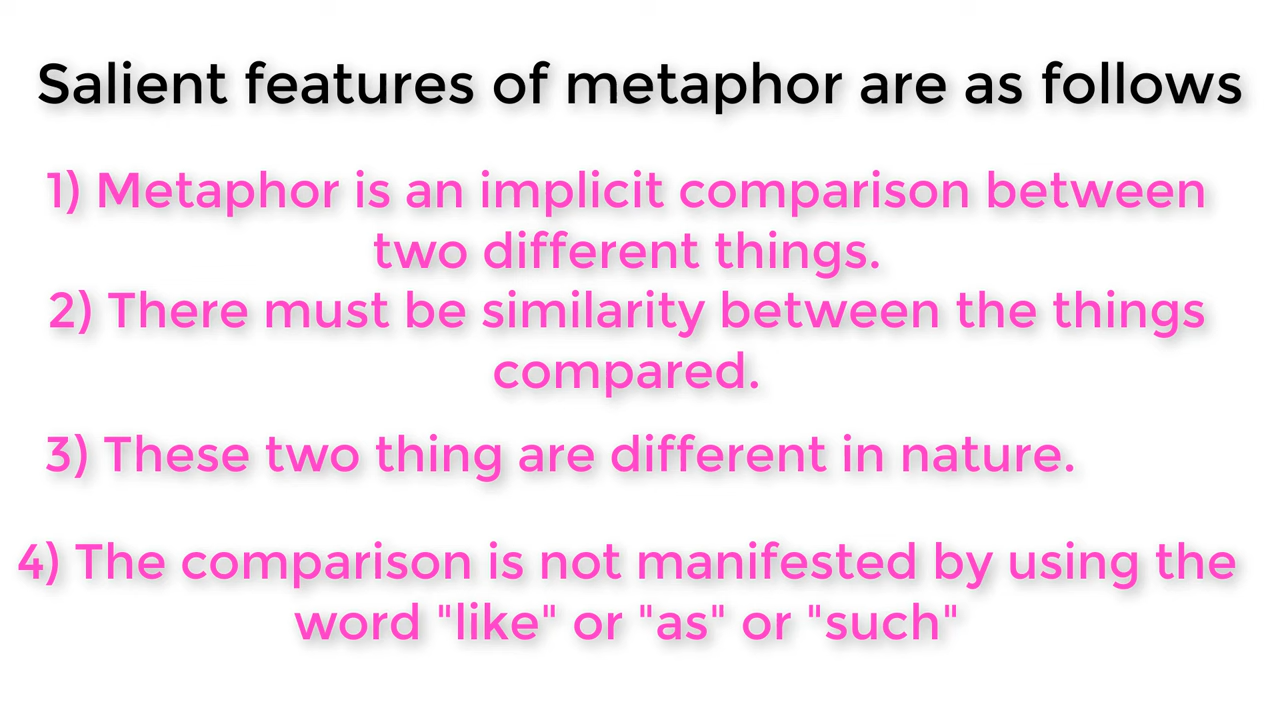 Salient features of metaphor are as follows
1) Metaphor is an implicit comparison between
two different things.
2) There must be similarity between the things
compared.
3) These two thing are different in nature.
4) The comparison is not manifested by using the
word "like" or "as" or "such"